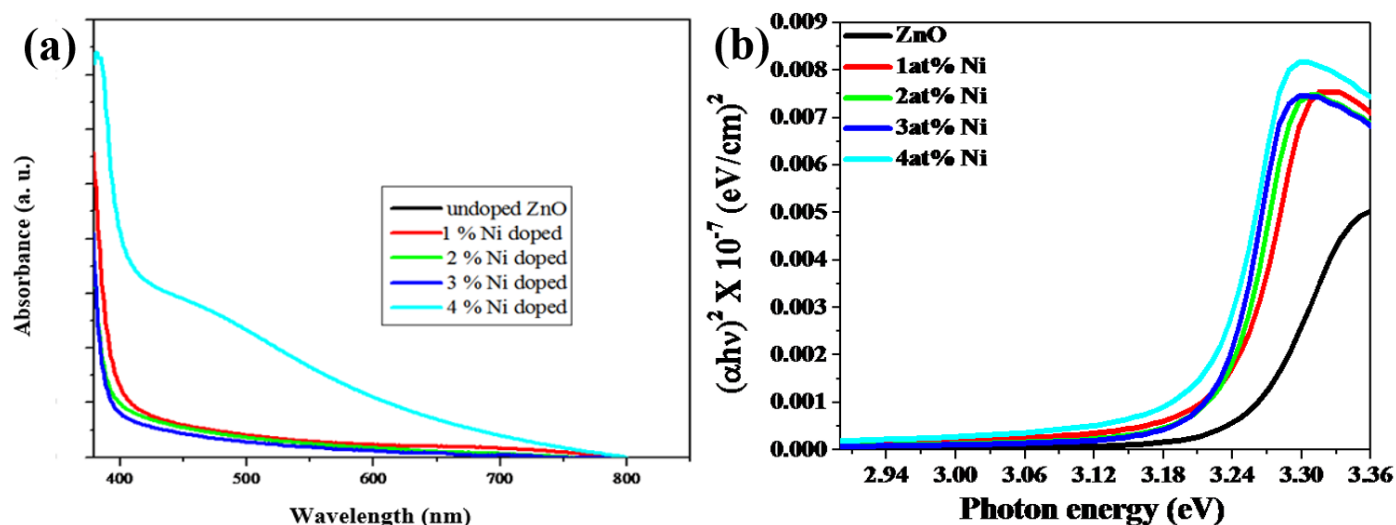 (a)
Absorbance (a. u.)
undoped ZnO
1 % Ni doped
2 % Ni doped
3 % Ni doped
4 % Ni doped
400 500 600 700 800
Wavelength (nm)
(b)
(αhν)² X 10⁻⁷ (eV/cm)²
0.009
0.008
0.007
0.006
0.005
0.004
0.003
0.002
0.001
0.000
ZnO
1at% Ni
2at% Ni
3at% Ni
4at% Ni
2.94 3.00 3.06 3.12 3.18 3.24 3.30 3.36
Photon energy (eV)